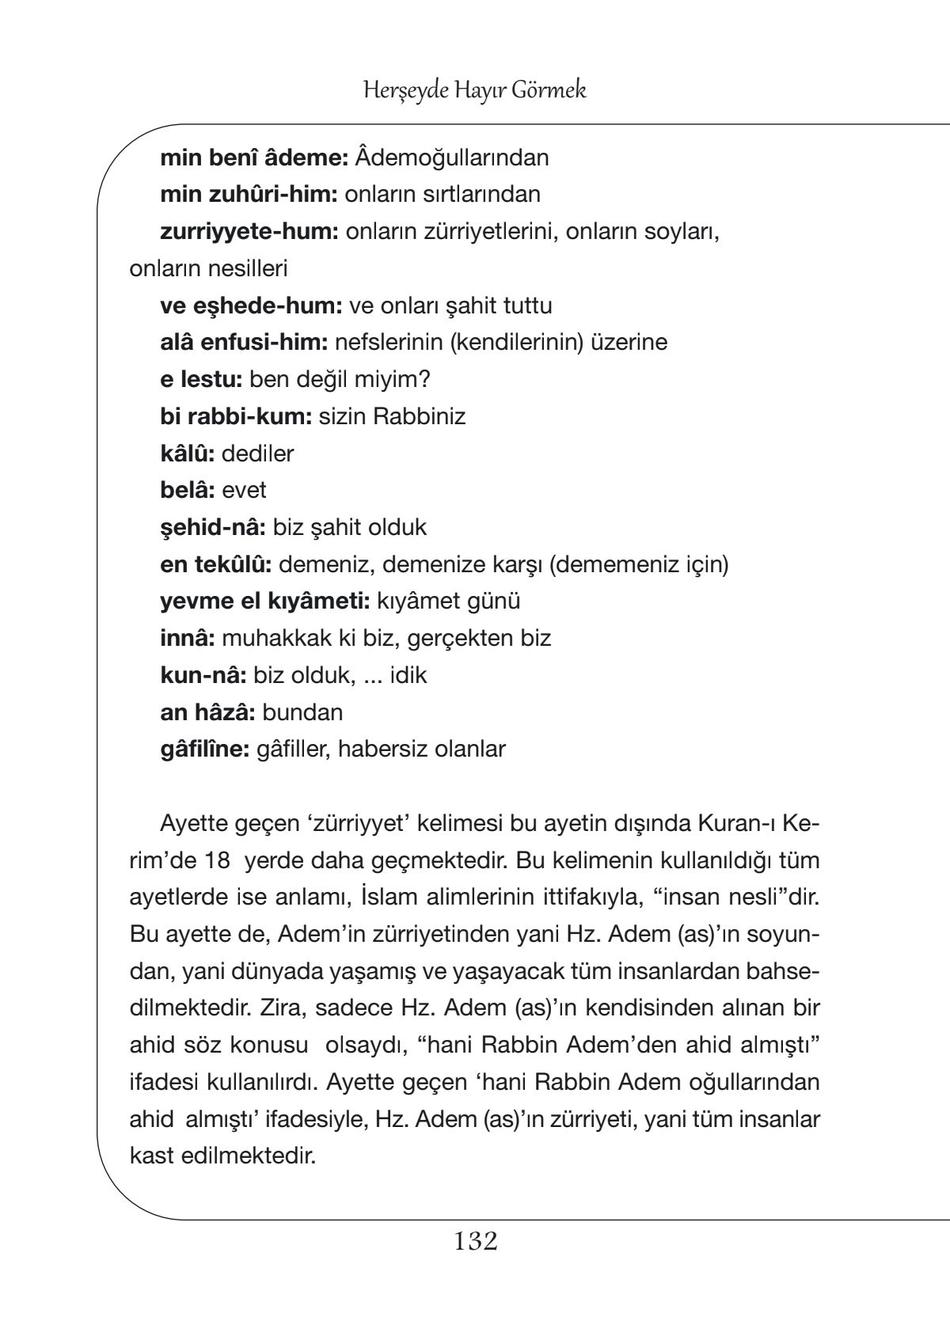 Herşeyde Hayır Görmek
min benî âdeme: Âdemoğullarından
min zuhûri-him: onların sırtlarından
zurriyyete-hum: onların zürriyetlerini, onların soyları,
onların nesilleri
ve eşhede-hum: ve onları şahit tuttu
alâ enfusi-him: nefslerinin (kendilerinin) üzerine
e lestu: ben değil miyim?
bi rabbi-kum: sizin Rabbiniz
kâlû: dediler
belâ: evet
şehid-nâ: biz şahit olduk
en tekûlû: demeniz, demenize karşı (dememeniz için)
yevme el kıyâmeti: kıyâmet günü
innâ: muhakkak ki biz, gerçekten biz
kun-nâ: biz olduk, ... idik
an hâzâ: bundan
gâfilîne: gâfiller, habersiz olanlar
Ayette geçen ‘zürriyyet’ kelimesi bu ayetin dışında Kuran-ı Ke-
rim’de 18 yerde daha geçmektedir. Bu kelimenin kullanıldığı tüm
ayetlerde ise anlamı, İslam alimlerinin ittifakıyla, “insan nesli”dir.
Bu ayette de, Adem’in zürriyetinden yani Hz. Adem (as)’ın soyun-
dan, yani dünyada yaşamış ve yaşayacak tüm insanlardan bahse-
dilmektedir. Zira, sadece Hz. Adem (as)’ın kendisinden alınan bir
ahid söz konusu olsaydı, “hani Rabbin Adem’den ahid almıştı”
ifadesi kullanılırdı. Ayette geçen ‘hani Rabbin Adem oğullarından
ahid almıştı’ ifadesiyle, Hz. Adem (as)’ın zürriyeti, yani tüm insanlar
kast edilmektedir.
132